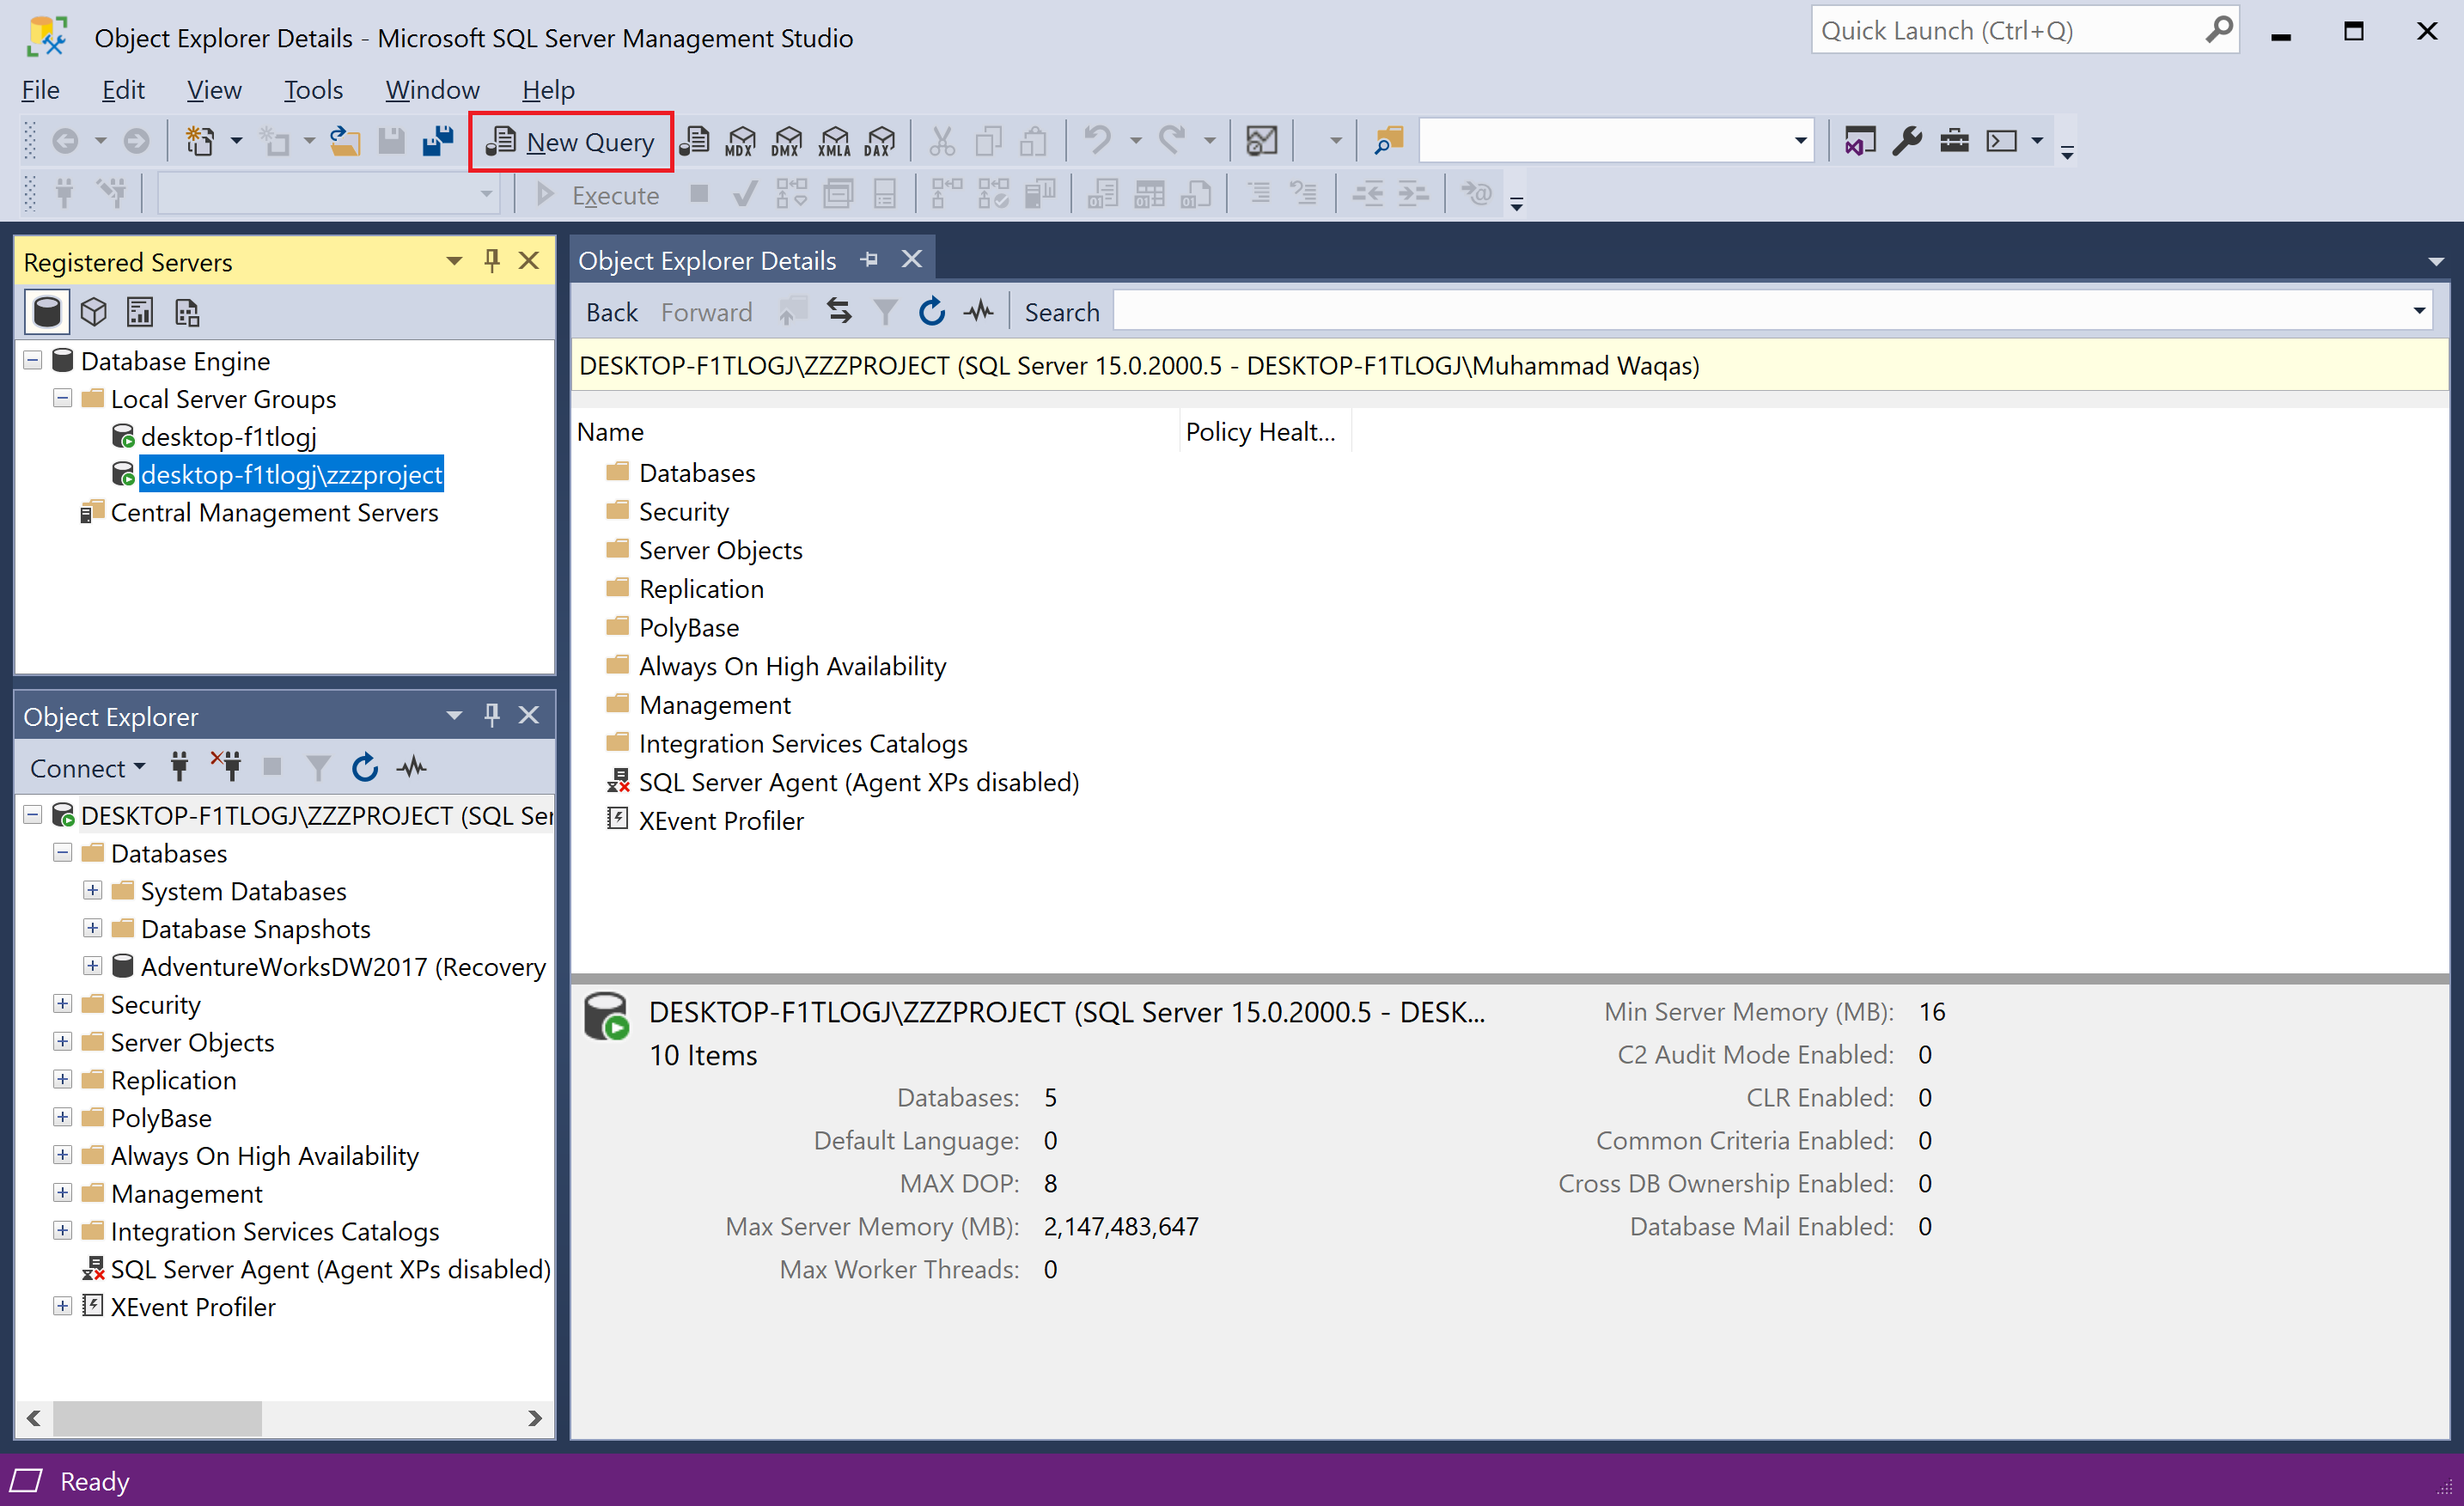 Object Explorer Details - Microsoft SQL Server Management Studio
Quick Launch (Ctrl+Q)
File Edit View Tools Window Help
New Query MDX DMX XMLA DAX
Execute
Registered Servers
Database Engine
Local Server Groups
desktop-f1tlogj
desktop-f1tlogj\zzzproject
Central Management Servers
Object Explorer
Connect
DESKTOP-F1TLOGJ\ZZZPROJECT (SQL Ser
Databases
System Databases
Database Snapshots
AdventureWorksDW2017 (Recovery
Security
Server Objects
Replication
PolyBase
Always On High Availability
Management
Integration Services Catalogs
SQL Server Agent (Agent XPs disabled)
XEvent Profiler
Object Explorer Details
Back Forward Search
DESKTOP-F1TLOGJ\ZZZPROJECT (SQL Server 15.0.2000.5 - DESKTOP-F1TLOGJ\Muhammad Waqas)
Name Policy Healt...
Databases
Security
Server Objects
Replication
PolyBase
Always On High Availability
Management
Integration Services Catalogs
SQL Server Agent (Agent XPs disabled)
XEvent Profiler
DESKTOP-F1TLOGJ\ZZZPROJECT (SQL Server 15.0.2000.5 - DESK...
10 Items
Databases: 5
Default Language: 0
MAX DOP: 8
Max Server Memory (MB): 2,147,483,647
Max Worker Threads: 0
Min Server Memory (MB): 16
C2 Audit Mode Enabled: 0
CLR Enabled: 0
Common Criteria Enabled: 0
Cross DB Ownership Enabled: 0
Database Mail Enabled: 0
Ready